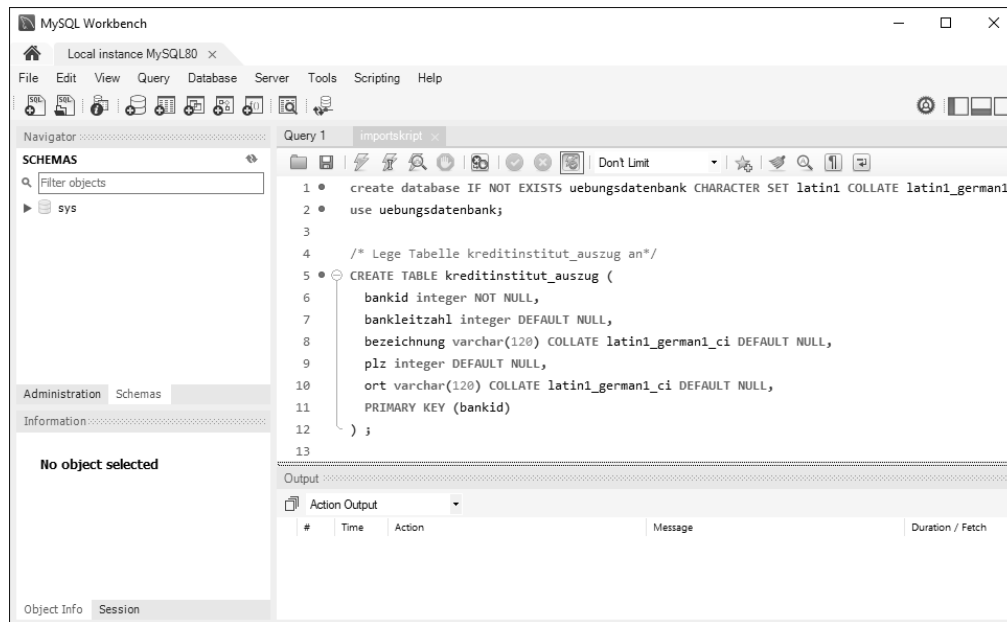 MySQL Workbench
Local instance MySQL80
File Edit View Query Database Server Tools Scripting Help
Navigator
SCHEMAS
Filter objects
sys
Administration Schemas
Information
No object selected
Object Info Session
Query 1 importskript
Don't Limit
1 create database IF NOT EXISTS uebungsdatenbank CHARACTER SET latin1 COLLATE latin1_german1
2 use uebungsdatenbank;
3
4 /* Lege Tabelle kreditinstitut_auszug an*/
5 CREATE TABLE kreditinstitut_auszug (
6 bankid integer NOT NULL,
7 bankleitzahl integer DEFAULT NULL,
8 bezeichnung varchar(120) COLLATE latin1_german1_ci DEFAULT NULL,
9 plz integer DEFAULT NULL,
10 ort varchar(120) COLLATE latin1_german1_ci DEFAULT NULL,
11 PRIMARY KEY (bankid)
12 ) ;
13
Output
Action Output
# Time Action Message Duration / Fetch